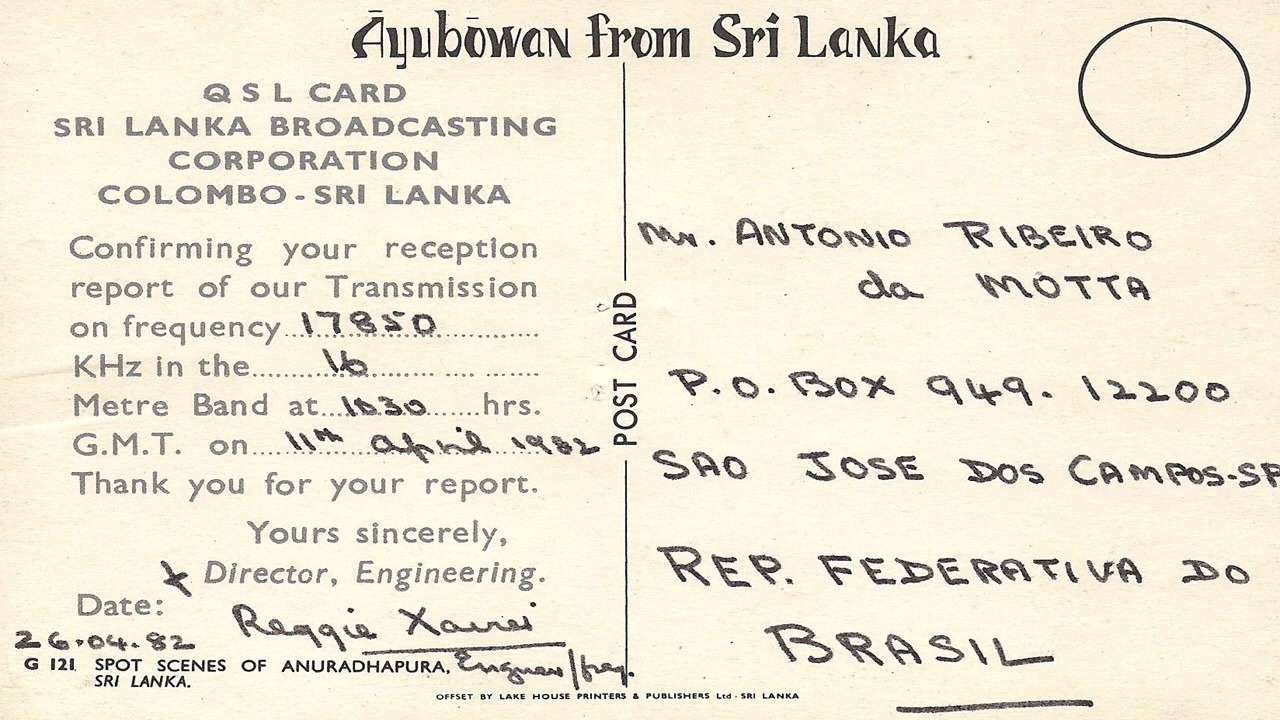 Āyubōwan from Sri Lanka
Q S L CARD
SRI LANKA BROADCASTING
CORPORATION
COLOMBO - SRI LANKA
Confirming your reception
report of our Transmission
on frequency...17850...
KHz in the...16...
Metre Band at...1030...hrs.
G.M.T. on...11th April 1982
Thank you for your report.
Yours sincerely,
Director, Engineering.
Date:
26.04.82
Reggie Xavier
G 121 SPOT SCENES OF ANURADHAPURA,
SRI LANKA.
POST CARD
OFFSET BY LAKE HOUSE PRINTERS & PUBLISHERS Ltd - SRI LANKA
Mr. ANTONIO RIBEIRO
da MOTTA
P.O. BOX 949. 12200
SAO JOSE DOS CAMPOS-SP
REP. FEDERATIVA DO
BRASIL